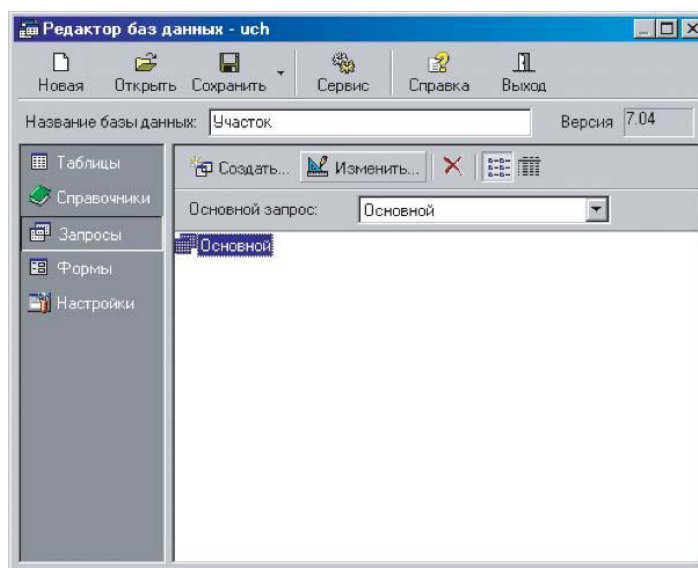 Редактор баз данных - uch
Новая Открыть Сохранить Сервис Справка Выход
Название базы данных: Участок Версия 7.04
Таблицы
Создать... Изменить...
Справочники
Основной запрос: Основной
Запросы
Основной
Формы
Настройки